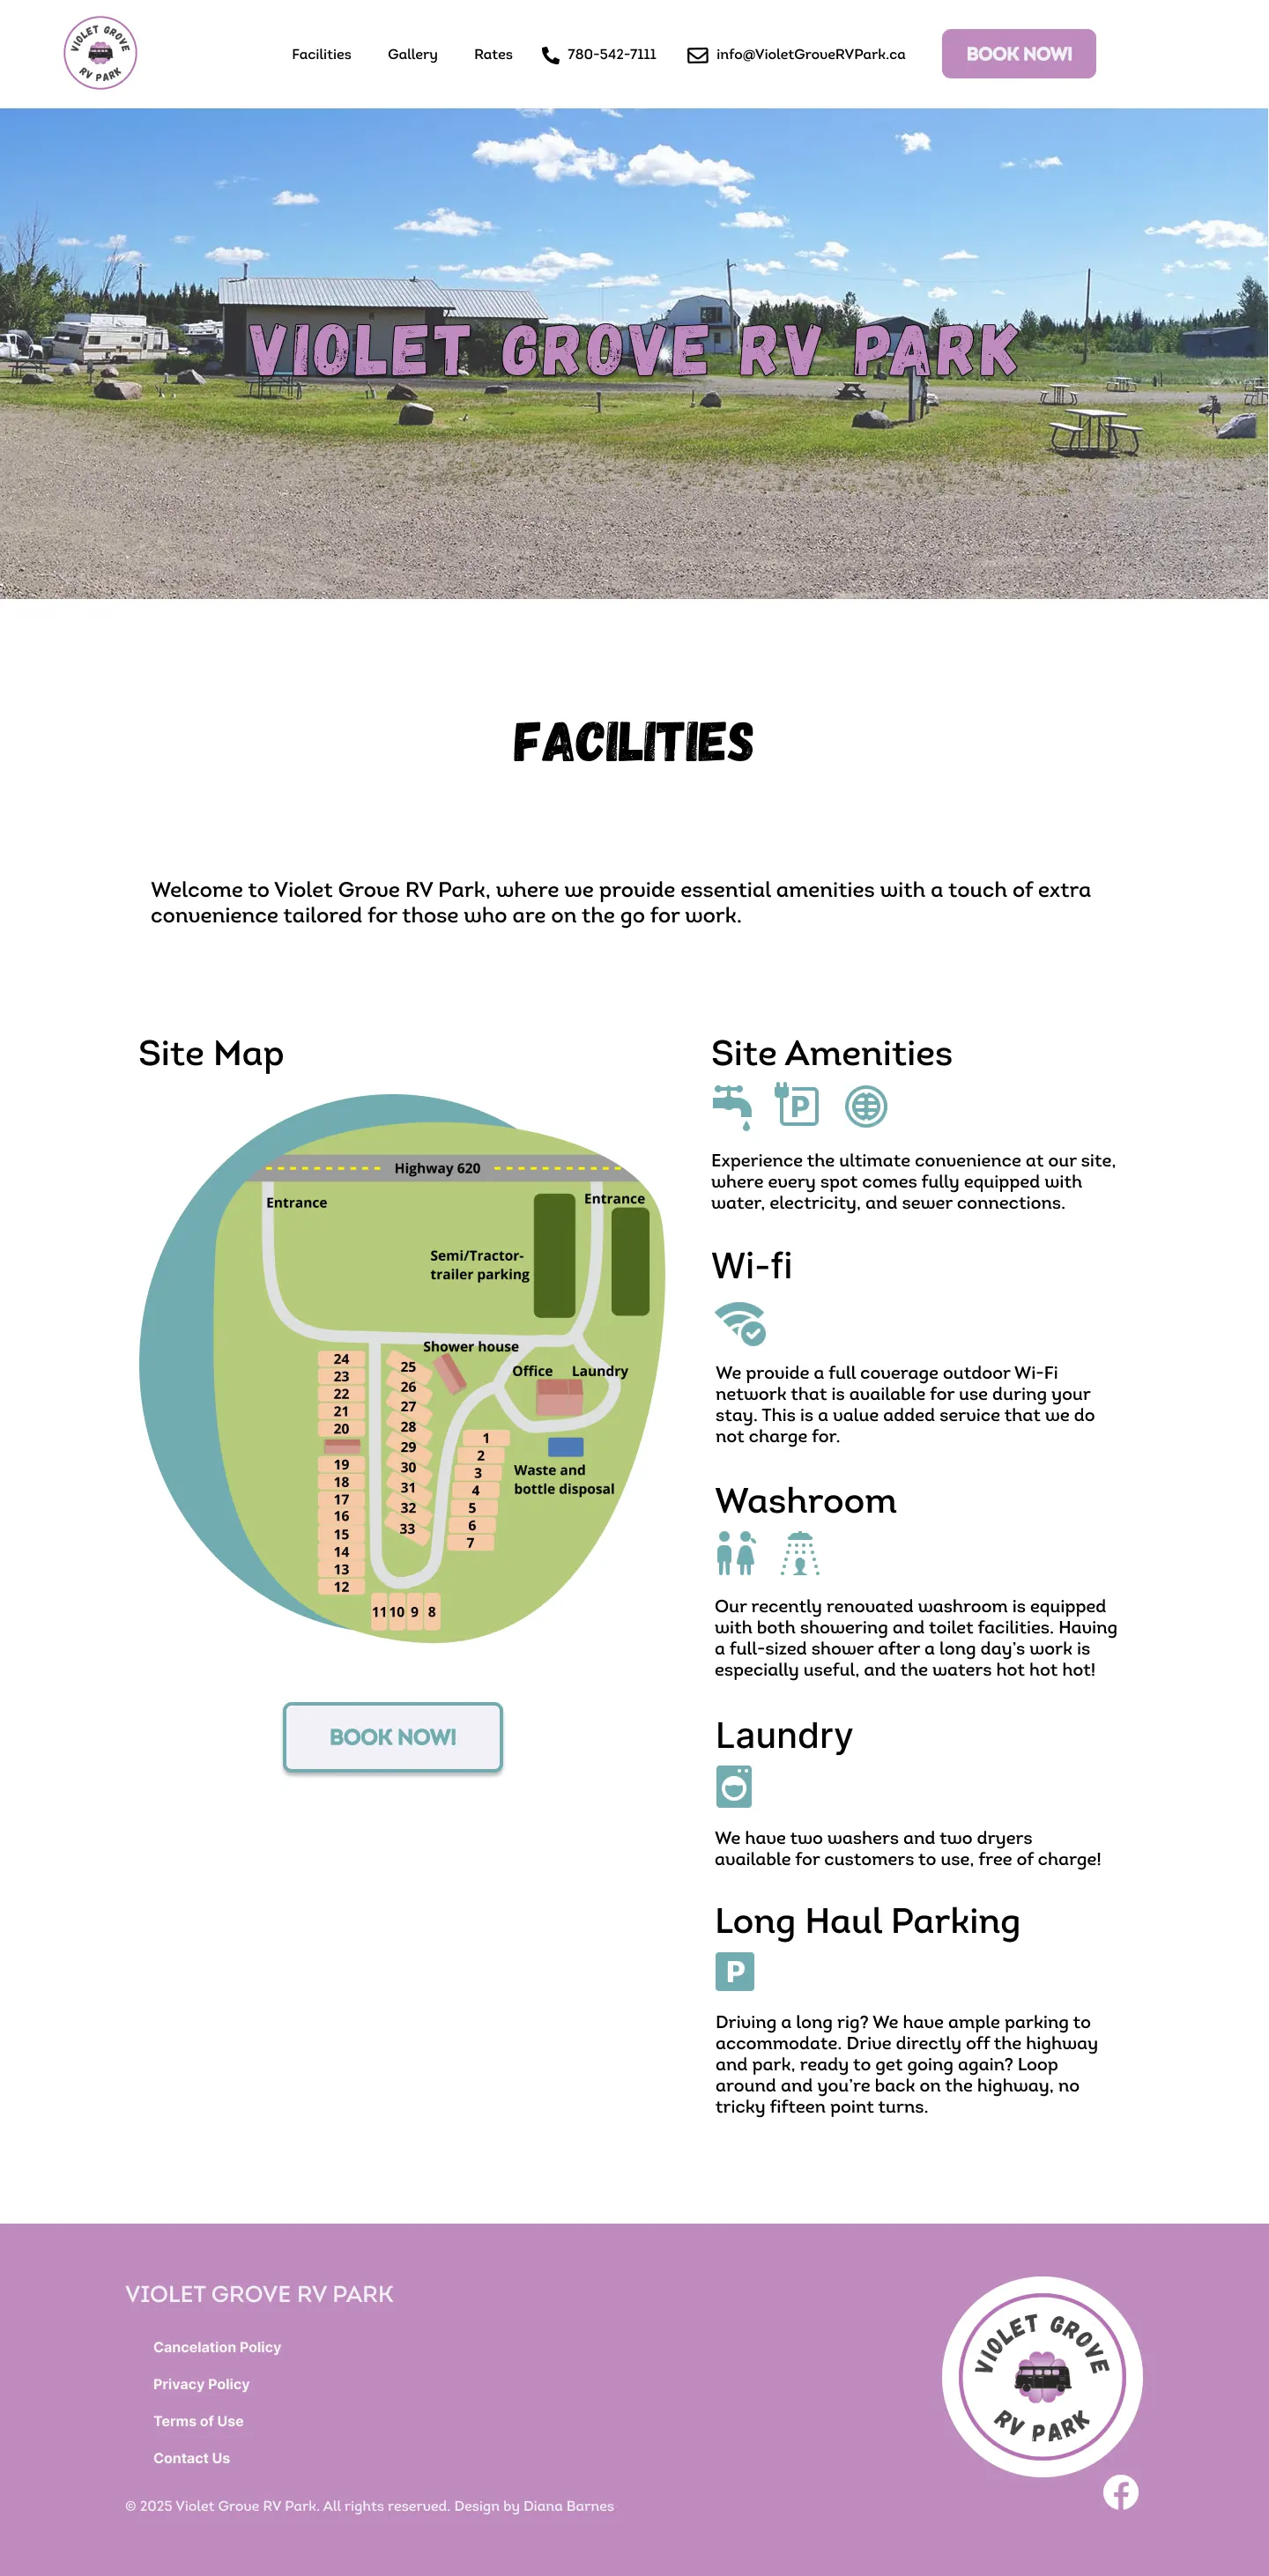 VIOLET GROVE
RV PARK
Facilities
Gallery
Rates
780-542-7111
info@VioletGroveRVPark.ca
BOOK NOW!
VIOLET GROVE RV PARK
FACILITIES
Welcome to Violet Grove RV Park, where we provide essential amenities with a touch of extra
convenience tailored for those who are on the go for work.
Site Map
Highway 620
Entrance
Entrance
Semi/Tractor-
trailer parking
Shower house
Office
Laundry
24
23
22
21
20
19
18
17
16
15
14
13
12
25
26
27
28
29
30
31
32
33
1
2
3
4
5
6
7
Waste and
bottle disposal
11 10 9 8
BOOK NOW!
Site Amenities
P
Experience the ultimate convenience at our site,
where every spot comes fully equipped with
water, electricity, and sewer connections.
Wi-fi
We provide a full coverage outdoor Wi-Fi
network that is available for use during your
stay. This is a value added service that we do
not charge for.
Washroom
Our recently renovated washroom is equipped
with both showering and toilet facilities. Having
a full-sized shower after a long day's work is
especially useful, and the waters hot hot hot!
Laundry
We have two washers and two dryers
available for customers to use, free of charge!
Long Haul Parking
P
Driving a long rig? We have ample parking to
accommodate. Drive directly off the highway
and park, ready to get going again? Loop
around and you're back on the highway, no
tricky fifteen point turns.
VIOLET GROVE RV PARK
Cancelation Policy
Privacy Policy
Terms of Use
Contact Us
© 2025 Violet Grove RV Park. All rights reserved. Design by Diana Barnes
VIOLET GROVE
RV PARK